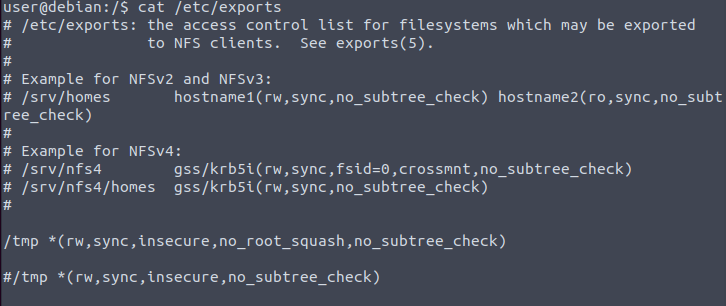 user@debian:/$ cat /etc/exports
# /etc/exports: the access control list for filesystems which may be exported
#               to NFS clients.  See exports(5).
#
# Example for NFSv2 and NFSv3:
# /srv/homes       hostname1(rw,sync,no_subtree_check) hostname2(ro,sync,no_subt
ree_check)
#
# Example for NFSv4:
# /srv/nfs4        gss/krb5i(rw,sync,fsid=0,crossmnt,no_subtree_check)
# /srv/nfs4/homes  gss/krb5i(rw,sync,no_subtree_check)
#
/tmp *(rw,sync,insecure,no_root_squash,no_subtree_check)
#/tmp *(rw,sync,insecure,no_subtree_check)